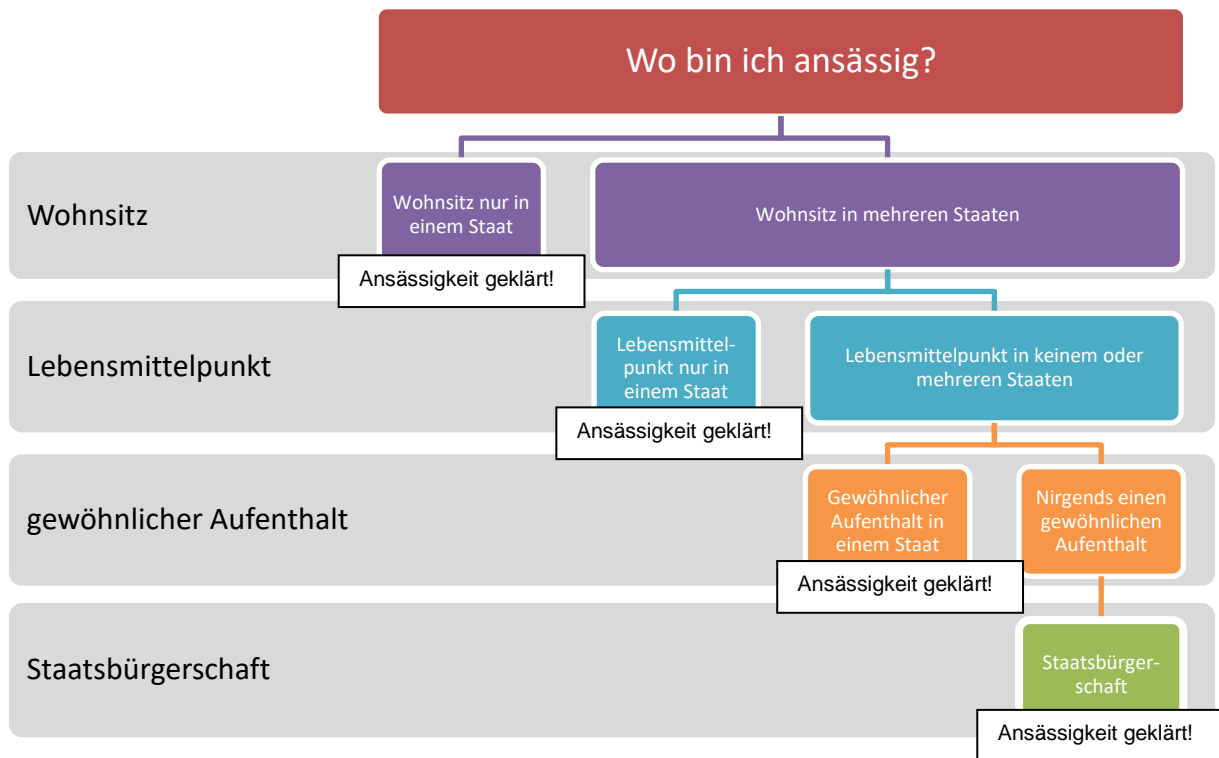 Wo bin ich ansässig?
Wohnsitz
Wohnsitz nur in
einem Staat
Wohnsitz in mehreren Staaten
Ansässigkeit geklärt!
Lebensmittelpunkt
Lebensmittel-
punkt nur in
einem Staat
Lebensmittelpunkt in keinem oder
mehreren Staaten
Ansässigkeit geklärt!
gewöhnlicher Aufenthalt
Gewöhnlicher
Aufenthalt in
einem Staat
Nirgends einen
gewöhnlichen
Aufenthalt
Ansässigkeit geklärt!
Staatsbürgerschaft
Staatsbürger-
schaft
Ansässigkeit geklärt!